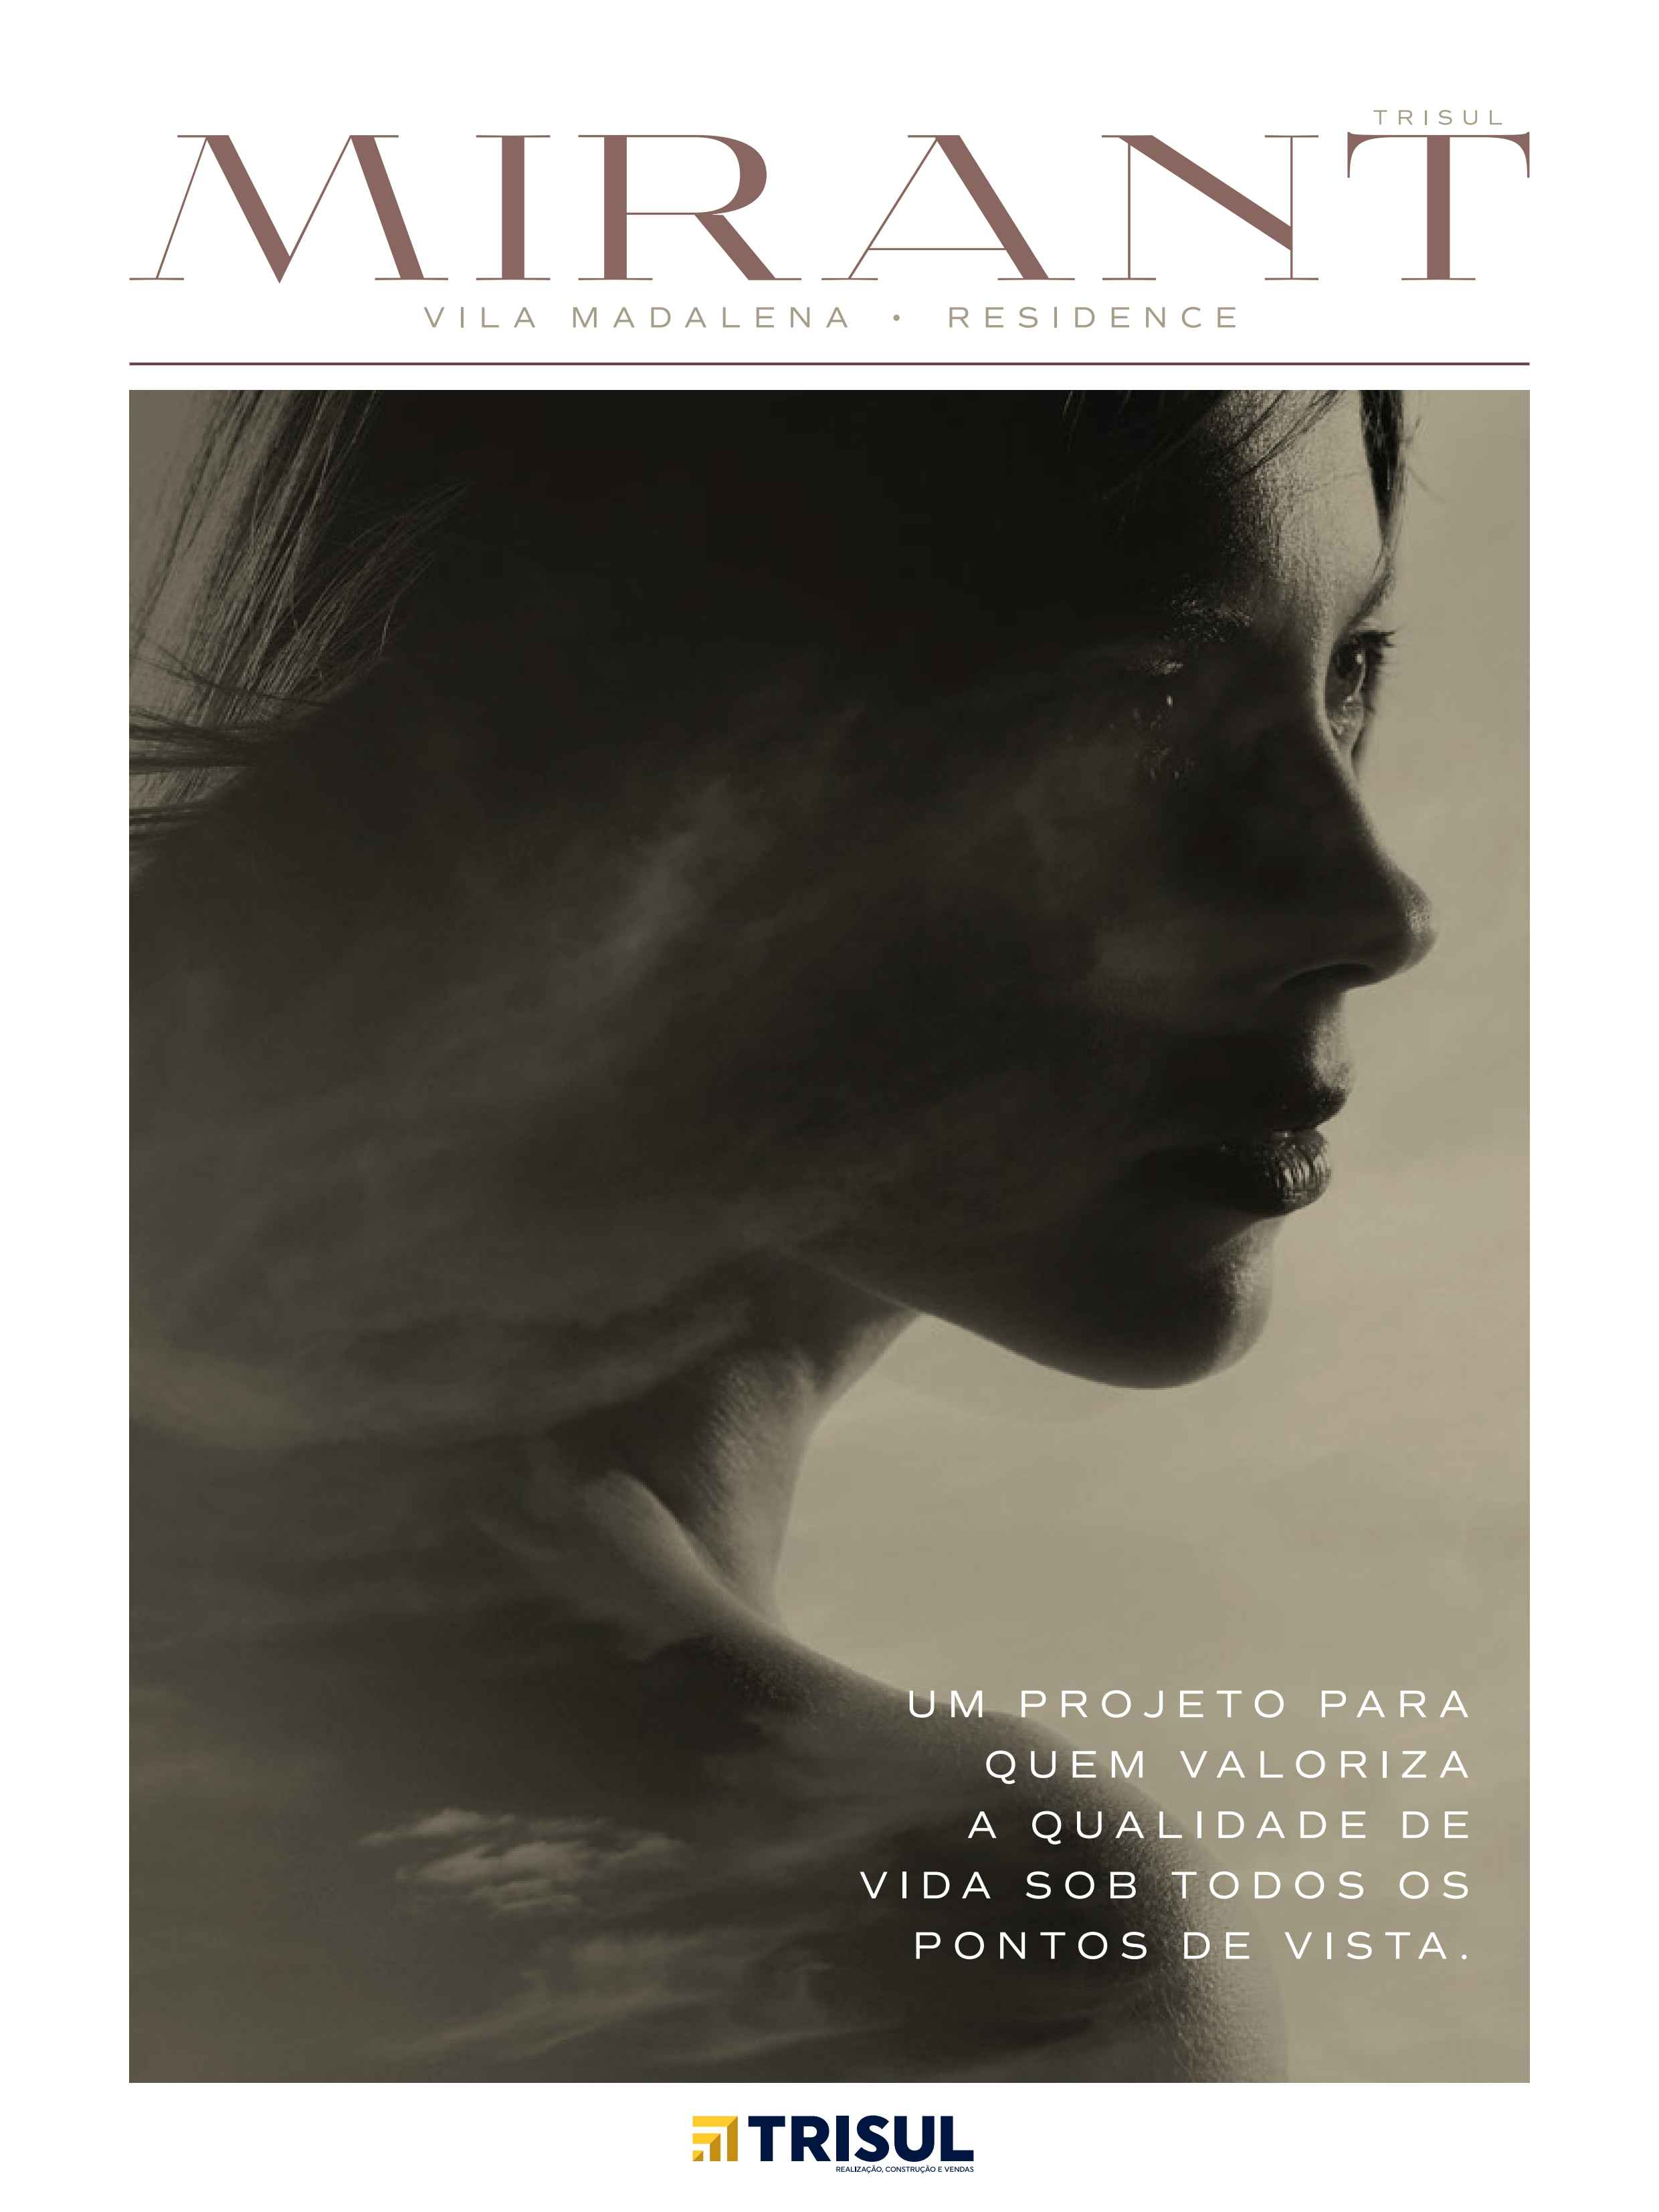 TRISUL
MIRANT
VILA MADALENA • RESIDENCE
UM PROJETO PARA
QUEM VALORIZA
A QUALIDADE DE
VIDA SOB TODOS OS
PONTOS DE VISTA.
TRISUL
REALIZAÇÃO, CONSTRUÇÃO E VENDAS